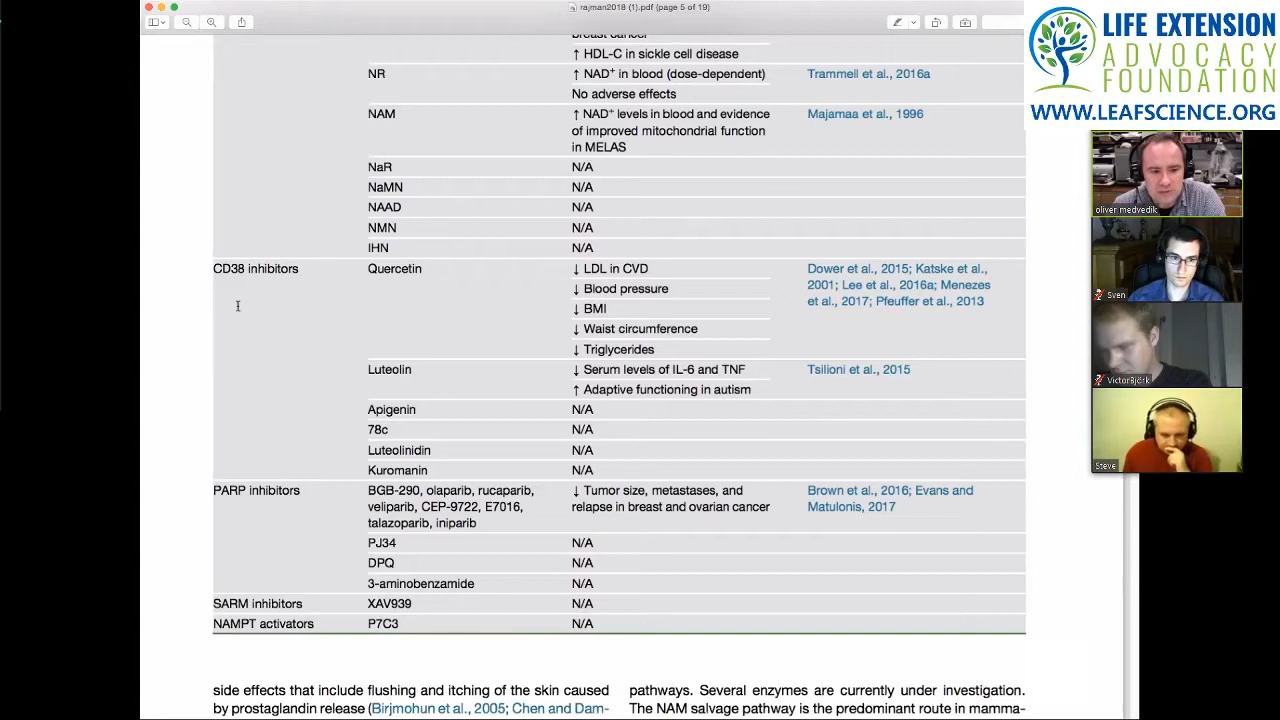 rajman2018 (1).pdf (page 5 of 19)
LIFE EXTENSION
ADVOCACY
FOUNDATION
WWW.LEAFSCIENCE.ORG
breast cancer
↑ HDL-C in sickle cell disease
NR ↑ NAD+ in blood (dose-dependent) Trammell et al., 2016a
No adverse effects
NAM ↑ NAD+ levels in blood and evidence Majamaa et al., 1996
of improved mitochondrial function
in MELAS
NaR N/A
NaMN N/A
NAAD N/A
NMN N/A
IHN N/A
CD38 inhibitors Quercetin ↓ LDL in CVD Dower et al., 2015; Katske et al.,
↓ Blood pressure 2001; Lee et al., 2016a; Menezes
↓ BMI et al., 2017; Pfeuffer et al., 2013
↓ Waist circumference
↓ Triglycerides
Luteolin ↓ Serum levels of IL-6 and TNF Tsilioni et al., 2015
↑ Adaptive functioning in autism
Apigenin N/A
78c N/A
Luteolinidin N/A
Kuromanin N/A
PARP inhibitors BGB-290, olaparib, rucaparib, ↓ Tumor size, metastases, and Brown et al., 2016; Evans and
veliparib, CEP-9722, E7016, relapse in breast and ovarian cancer Matulonis, 2017
talazoparib, iniparib
PJ34 N/A
DPQ N/A
3-aminobenzamide N/A
SARM inhibitors XAV939 N/A
NAMPT activators P7C3 N/A
side effects that include flushing and itching of the skin caused
by prostaglandin release (Birjmohun et al., 2005; Chen and Dam-
pathways. Several enzymes are currently under investigation.
The NAM salvage pathway is the predominant route in mamma-
oliver medvedik
Sven
VictorBjörk
Steve